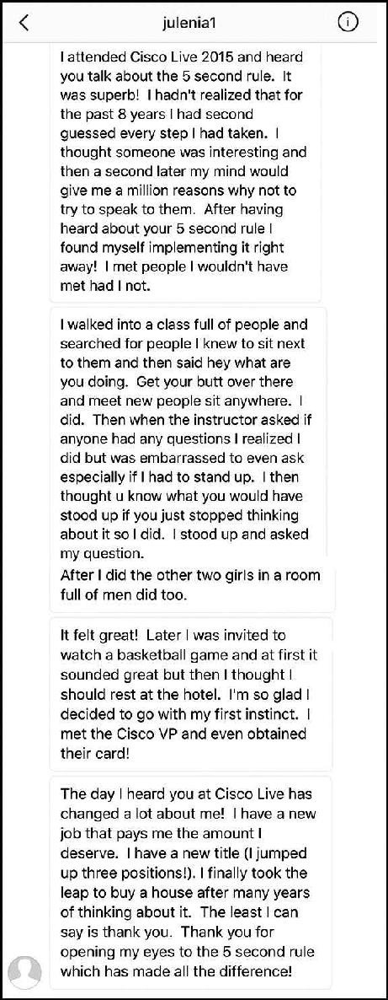 julenia1
I attended Cisco Live 2015 and heard
you talk about the 5 second rule.  It
was superb!  I hadn't realized that for
the past 8 years I had second
guessed every step I had taken.  I
thought someone was interesting and
then a second later my mind would
give me a million reasons why not to
try to speak to them.  After having
heard about your 5 second rule I
found myself implementing it right
away!  I met people I wouldn't have
met had I not.
I walked into a class full of people and
searched for people I knew to sit next
to them and then said hey what are
you doing.  Get your butt over there
and meet new people sit anywhere.  I
did.  Then when the instructor asked if
anyone had any questions I realized I
did but was embarrassed to even ask
especially if I had to stand up.  I then
thought u know what you would have
stood up if you just stopped thinking
about it so I did.  I stood up and asked
my question.
After I did the other two girls in a room
full of men did too.
It felt great!  Later I was invited to
watch a basketball game and at first it
sounded great but then I thought I
should rest at the hotel.  I'm so glad I
decided to go with my first instinct.  I
met the Cisco VP and even obtained
their card!
The day I heard you at Cisco Live has
changed a lot about me!  I have a new
job that pays me the amount I
deserve.  I have a new title (I jumped
up three positions!). I finally took the
leap to buy a house after many years
of thinking about it.  The least I can
say is thank you.  Thank you for
opening my eyes to the 5 second rule
which has made all the difference!